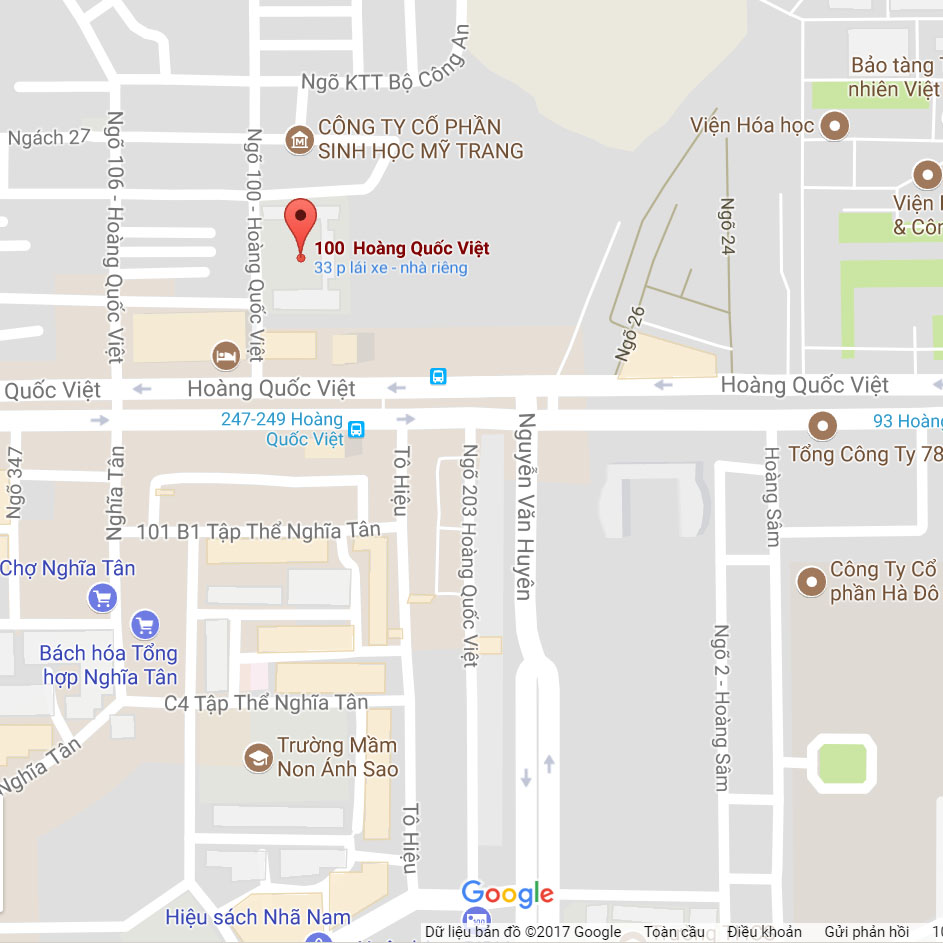 Ngõ KTT Bộ Công An
Bảo tàng
nhiên Việt
CÔNG TY CỔ PHẦN
SINH HỌC MỸ TRANG
Viện Hóa học
Ngách 27
Ngõ 106 - Hoàng Quốc Việt
Ngõ 100 - Hoàng Quốc Việt
Viện
& Côn
Ngõ 24
100 Hoàng Quốc Việt
33 p lái xe - nhà riêng
Ngõ 26
Quốc Việt
Hoàng Quốc Việt
Hoàng Quốc Việt
247-249 Hoàng
Quốc Việt
93 Hoàng
Tổng Công Ty 78
Ngõ 347
Nghĩa Tân
Tô Hiệu
Ngõ 203 Hoàng Quốc Việt
Nguyễn Văn Huyên
Hoàng Sâm
101 B1 Tập Thể Nghĩa Tân
Chợ Nghĩa Tân
Công Ty Cổ
phần Hà Đô
Bách hóa Tổng
hợp Nghĩa Tân
Ngõ 2 - Hoàng Sâm
C4 Tập Thể Nghĩa Tân
Nghĩa Tân
Trường Mầm
Non Ánh Sao
Tô Hiệu
Google
Hiệu sách Nhã Nam
Dữ liệu bản đồ ©2017 Google
Toàn cầu
Điều khoản
Gửi phản hồi